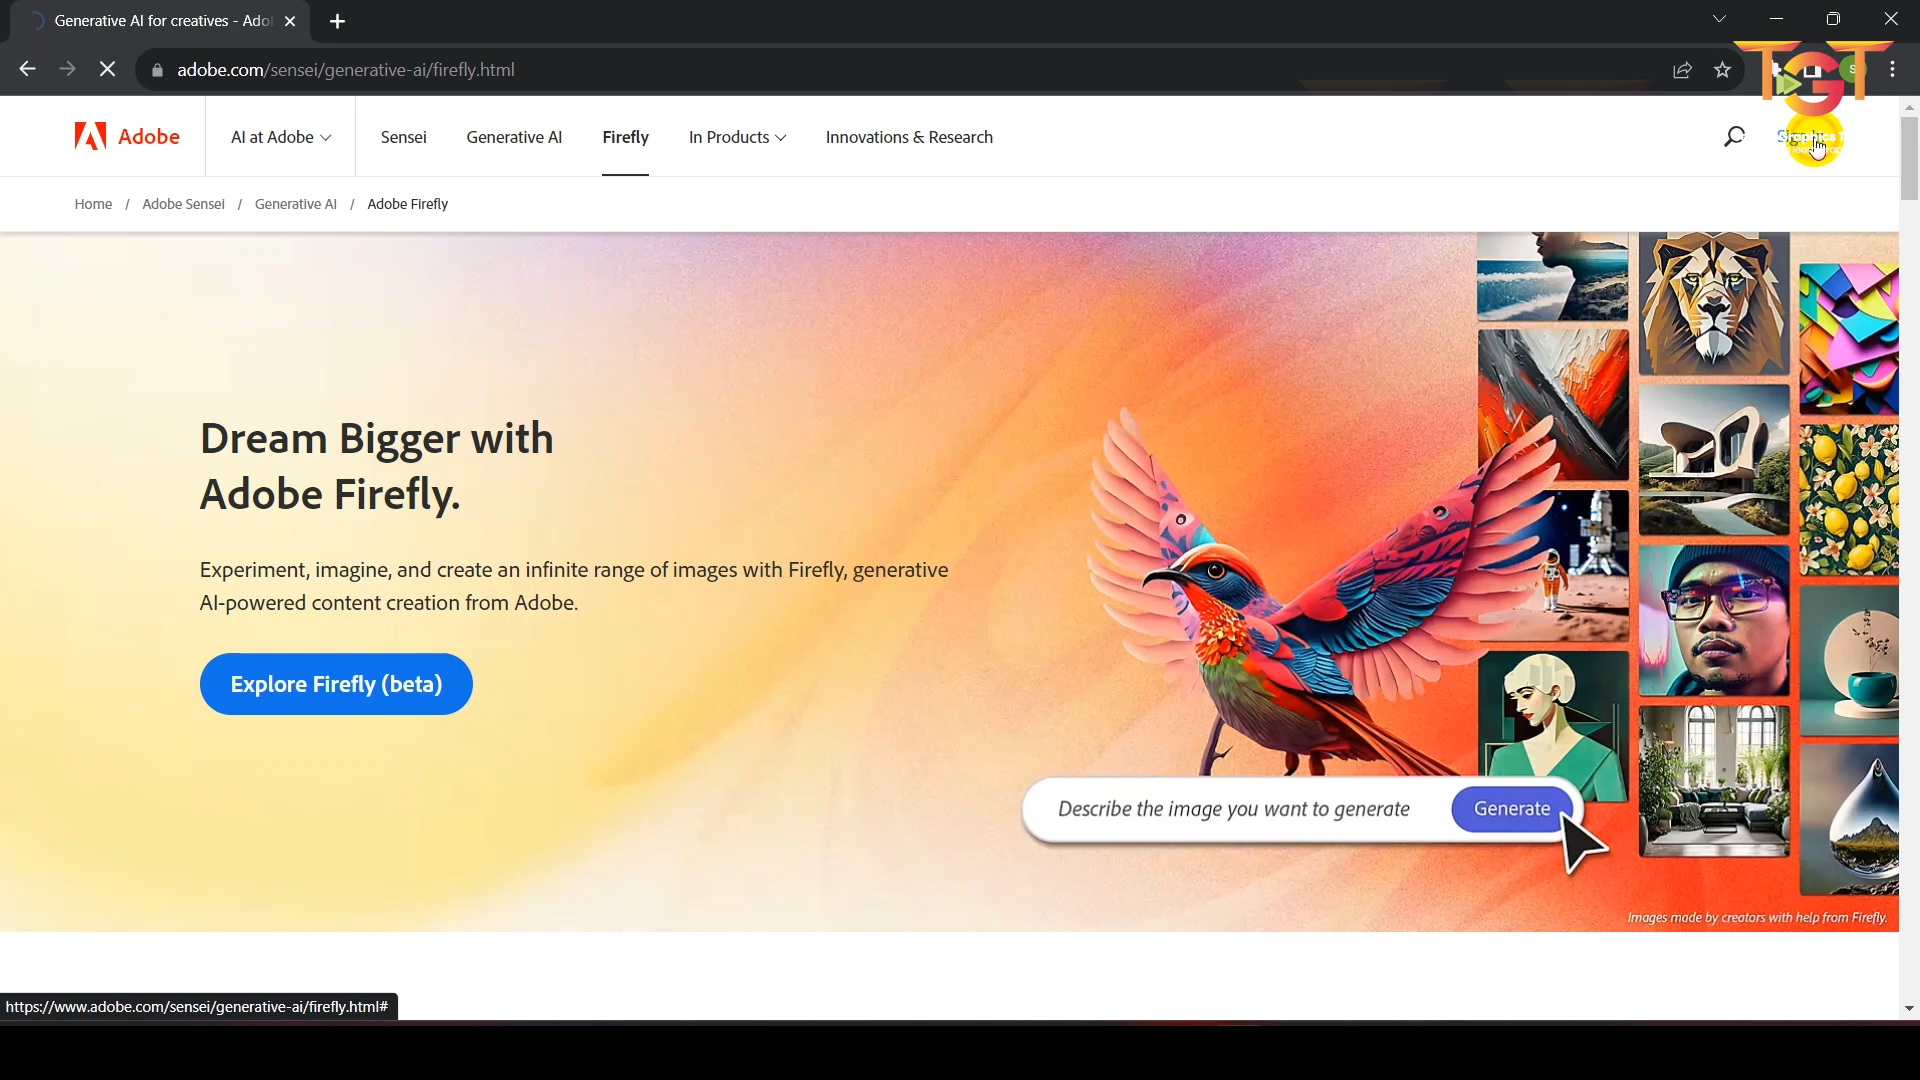 Generative AI for creatives - Ado
adobe.com/sensei/generative-ai/firefly.html
S
TGT
Adobe
AI at Adobe
Sensei
Generative AI
Firefly
In Products
Innovations & Research
Home / Adobe Sensei / Generative AI / Adobe Firefly
Dream Bigger with
Adobe Firefly.
Experiment, imagine, and create an infinite range of images with Firefly, generative
AI-powered content creation from Adobe.
Explore Firefly (beta)
Describe the image you want to generate
Generate
Images made by creators with help from Firefly.
https://www.adobe.com/sensei/generative-ai/firefly.html#